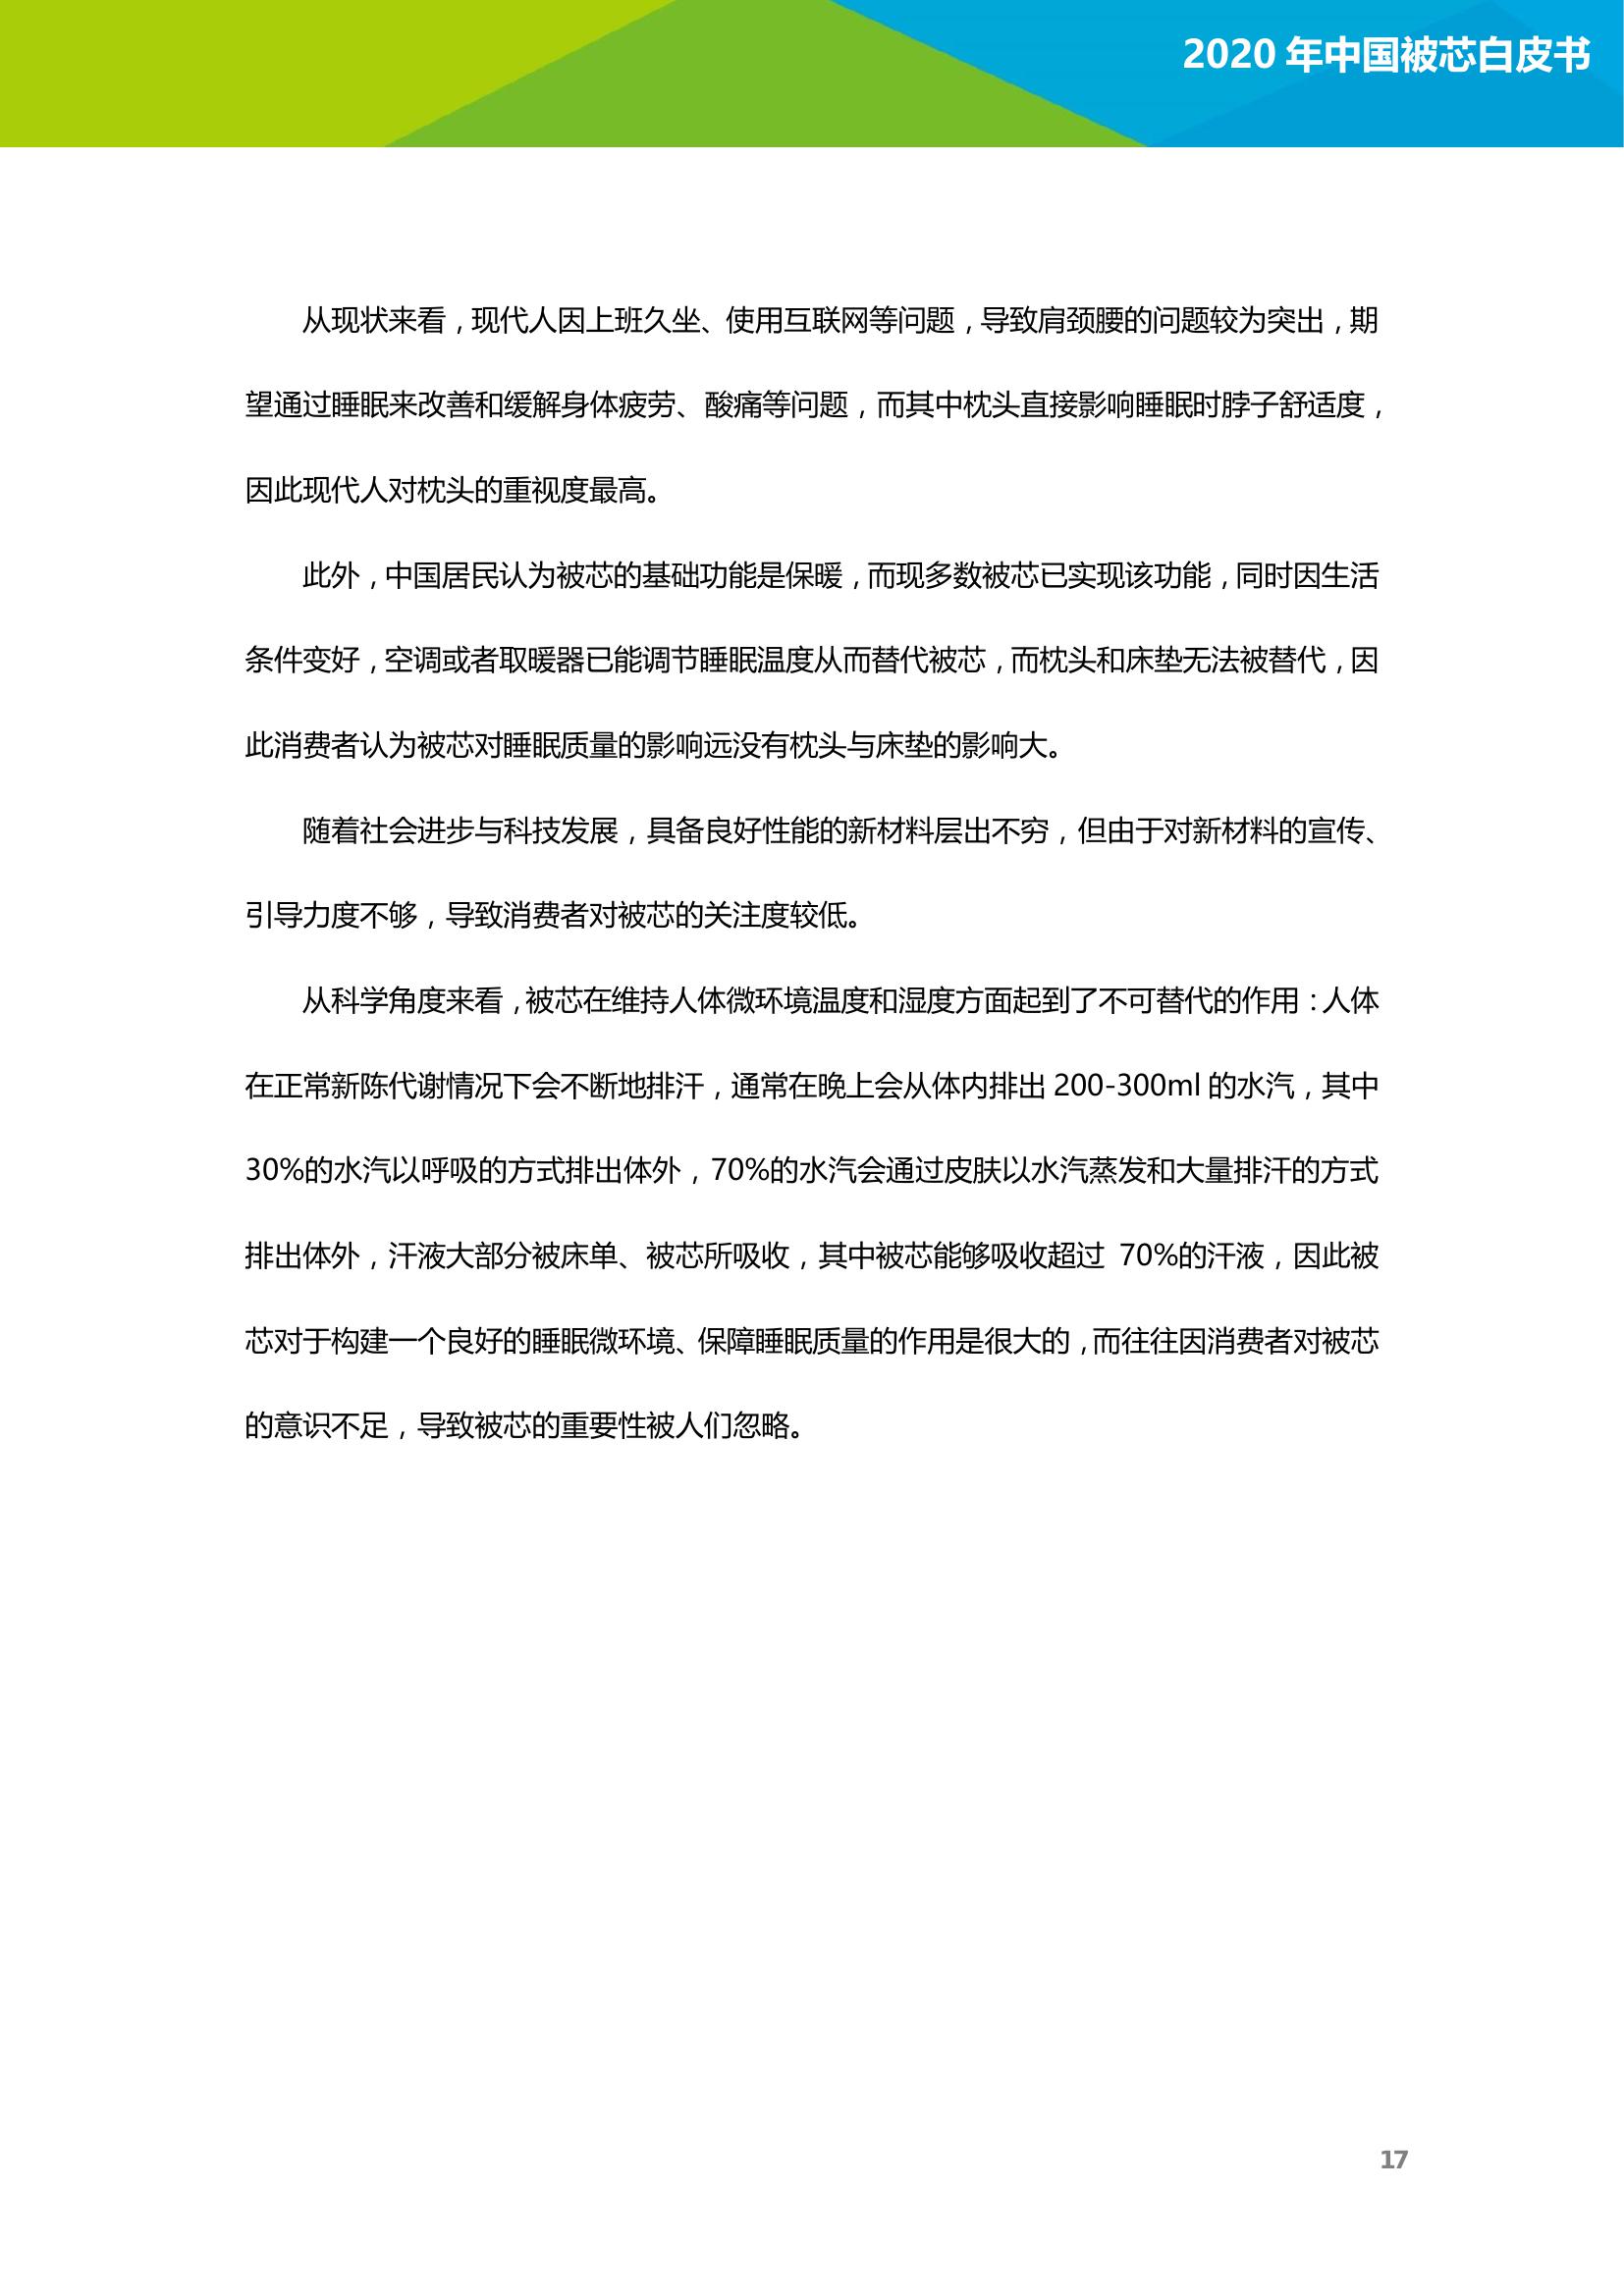 2020 年中国被芯白皮书
从现状来看，现代人因上班久坐、使用互联网等问题，导致肩颈腰的问题较为突出，期
望通过睡眠来改善和缓解身体疲劳、酸痛等问题，而其中枕头直接影响睡眠时脖子舒适度，
因此现代人对枕头的重视度最高。
此外，中国居民认为被芯的基础功能是保暖，而现多数被芯已实现该功能，同时因生活
条件变好，空调或者取暖器已能调节睡眠温度从而替代被芯，而枕头和床垫无法被替代，因
此消费者认为被芯对睡眠质量的影响远没有枕头与床垫的影响大。
随着社会进步与科技发展，具备良好性能的新材料层出不穷，但由于对新材料的宣传、
引导力度不够，导致消费者对被芯的关注度较低。
从科学角度来看，被芯在维持人体微环境温度和湿度方面起到了不可替代的作用：人体
在正常新陈代谢情况下会不断地排汗，通常在晚上会从体内排出 200-300ml 的水汽，其中
30%的水汽以呼吸的方式排出体外，70%的水汽会通过皮肤以水汽蒸发和大量排汗的方式
排出体外，汗液大部分被床单、被芯所吸收，其中被芯能够吸收超过 70%的汗液，因此被
芯对于构建一个良好的睡眠微环境、保障睡眠质量的作用是很大的，而往往因消费者对被芯
的意识不足，导致被芯的重要性被人们忽略。
17